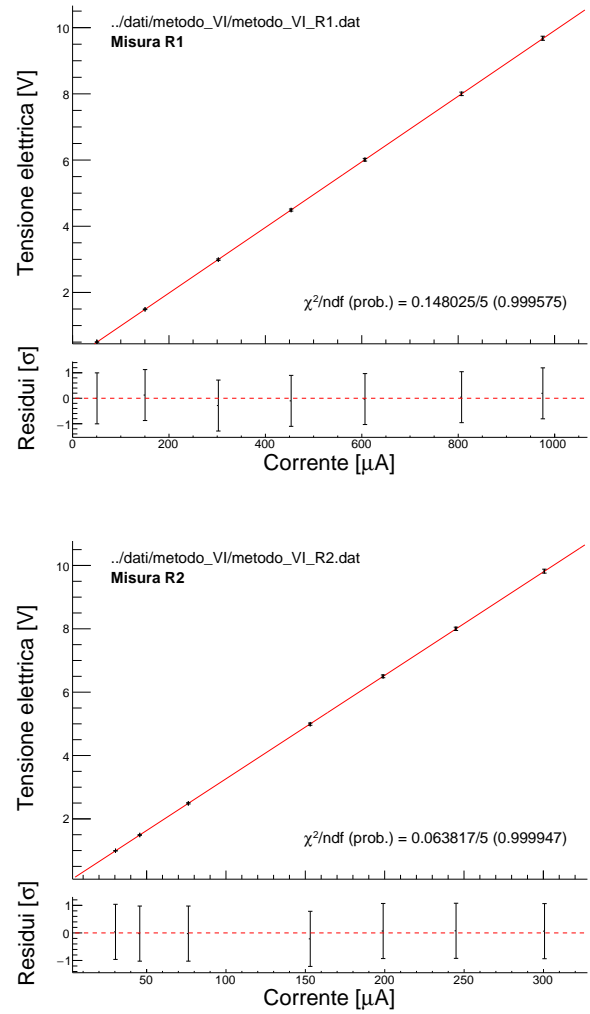 ../dati/metodo_VI/metodo_VI_R1.dat
Misura R1
Tensione elettrica [V]
10
8
6
4
2
χ²/ndf (prob.) = 0.148025/5 (0.999575)
Residui [σ]
1
0
−1
0 200 400 600 800 1000
Corrente [μA]
../dati/metodo_VI/metodo_VI_R2.dat
Misura R2
Tensione elettrica [V]
10
8
6
4
2
χ²/ndf (prob.) = 0.063817/5 (0.999947)
Residui [σ]
1
0
−1
50 100 150 200 250 300
Corrente [μA]